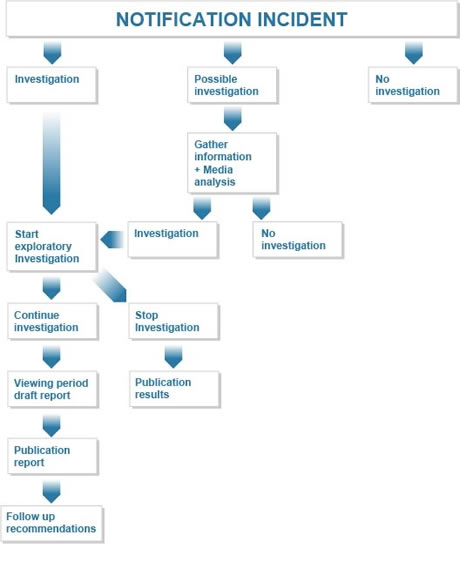 NOTIFICATION INCIDENT
Investigation
Possible
investigation
No
investigation
Gather
information
+ Media
analysis
Start
exploratory
Investigation
Investigation
No
investigation
Continue
investigation
Stop
Investigation
Viewing period
draft report
Publication
results
Publication
report
Follow up
recommendations